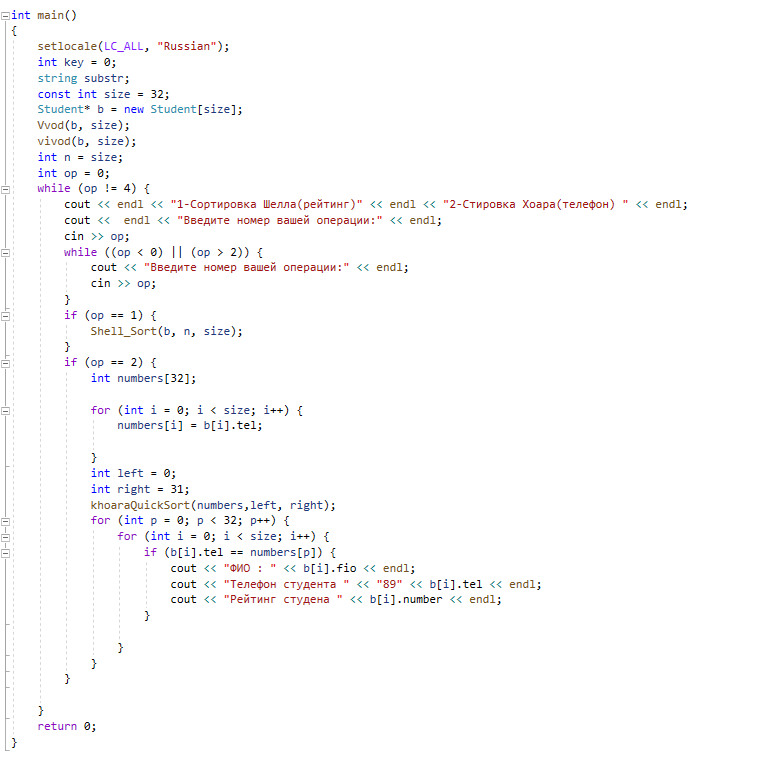 int main()
{
    setlocale(LC_ALL, "Russian");
    int key = 0;
    string substr;
    const int size = 32;
    Student* b = new Student[size];
    Vvod(b, size);
    vivod(b, size);
    int n = size;
    int op = 0;
    while (op != 4) {
        cout << endl << "1-Сортировка Шелла(рейтинг)" << endl << "2-Стировка Хоара(телефон) " << endl;
        cout <<  endl << "Введите номер вашей операции:" << endl;
        cin >> op;
        while ((op < 0) || (op > 2)) {
            cout << "Введите номер вашей операции:" << endl;
            cin >> op;
        }
        if (op == 1) {
            Shell_Sort(b, n, size);
        }
        if (op == 2) {
            int numbers[32];

            for (int i = 0; i < size; i++) {
                numbers[i] = b[i].tel;

            }
            int left = 0;
            int right = 31;
            khoaraQuickSort(numbers,left, right);
            for (int p = 0; p < 32; p++) {
                for (int i = 0; i < size; i++) {
                    if (b[i].tel == numbers[p]) {
                        cout << "ФИО : " << b[i].fio << endl;
                        cout << "Телефон студента " << "89" << b[i].tel << endl;
                        cout << "Рейтинг студена " << b[i].number << endl;
                    }

                }
            }
        }

    }
    return 0;
}